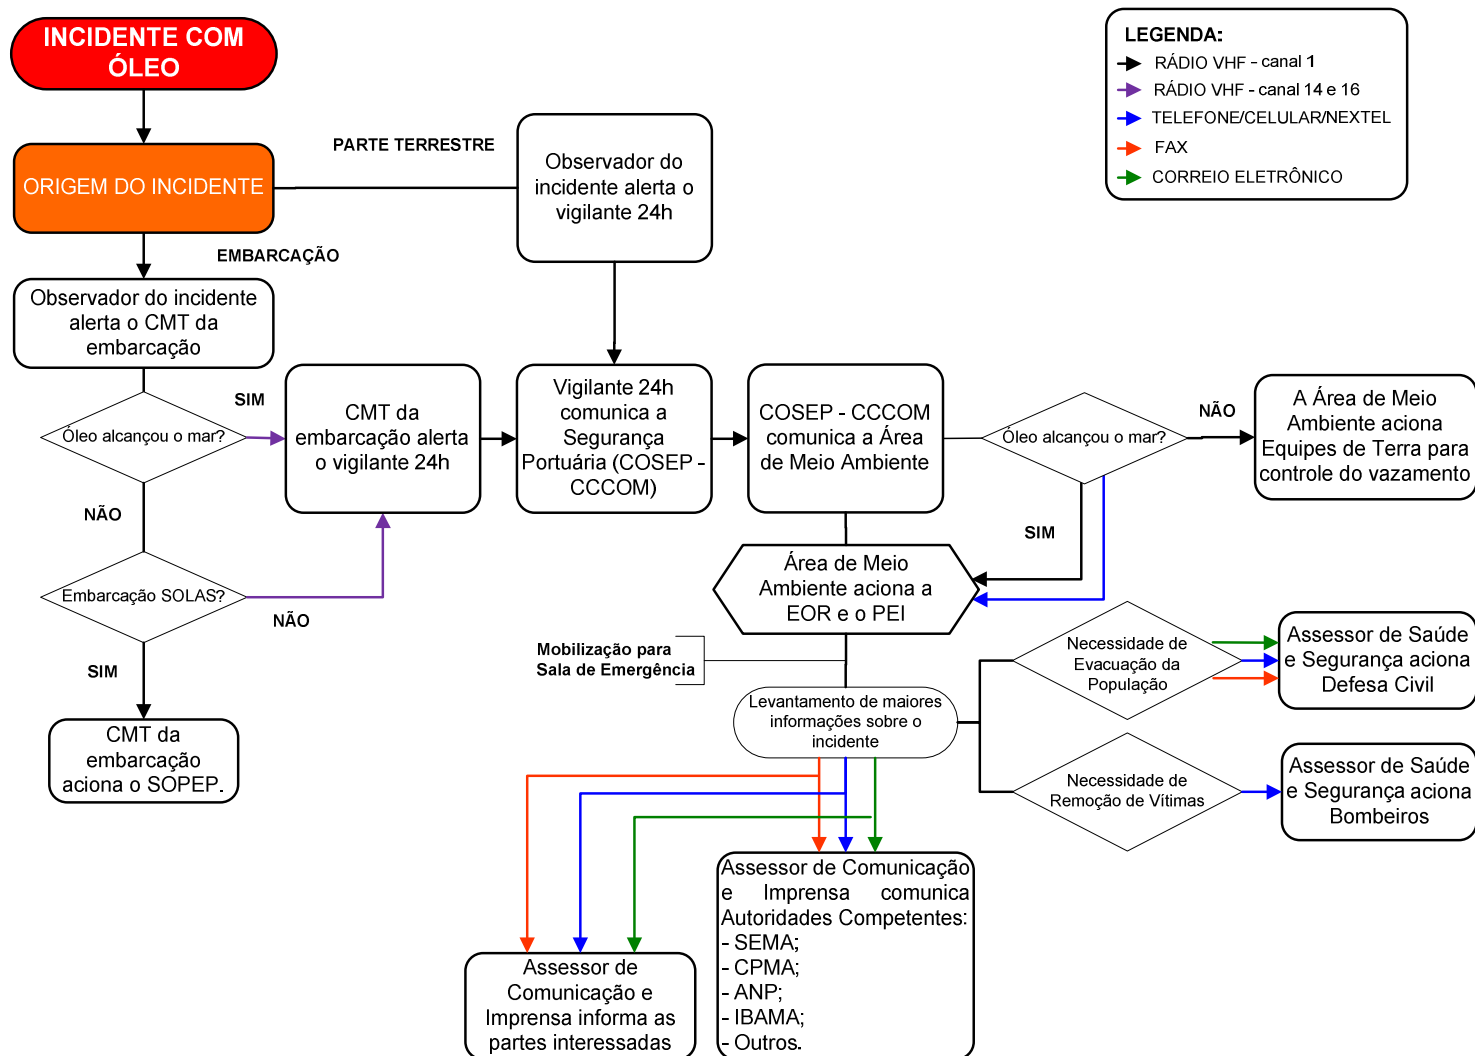 INCIDENTE COM
ÓLEO
LEGENDA:
RÁDIO VHF - canal 1
RÁDIO VHF - canal 14 e 16
TELEFONE/CELULAR/NEXTEL
FAX
CORREIO ELETRÔNICO
PARTE TERRESTRE
Observador do
incidente alerta o
vigilante 24h
ORIGEM DO INCIDENTE
EMBARCAÇÃO
Observador do incidente
alerta o CMT da
embarcação
SIM
Óleo alcançou o mar?
CMT da
embarcação alerta
o vigilante 24h
Vigilante 24h
comunica a
Segurança
Portuária (COSEP -
CCCOM)
COSEP - CCCOM
comunica a Área
de Meio Ambiente
Óleo alcançou o mar?
NÃO
A Área de Meio
Ambiente aciona
Equipes de Terra para
controle do vazamento
NÃO
SIM
Embarcação SOLAS?
NÃO
Área de Meio
Ambiente aciona a
EOR e o PEI
SIM
Mobilização para
Sala de Emergência
Necessidade de
Evacuação da
População
Assessor de Saúde
e Segurança aciona
Defesa Civil
CMT da
embarcação
aciona o SOPEP.
Levantamento de maiores
informações sobre o
incidente
Necessidade de
Remoção de Vítimas
Assessor de Saúde
e Segurança aciona
Bombeiros
Assessor de Comunicação
e Imprensa comunica
Autoridades Competentes:
- SEMA;
- CPMA;
- ANP;
- IBAMA;
- Outros.
Assessor de
Comunicação e
Imprensa informa as
partes interessadas